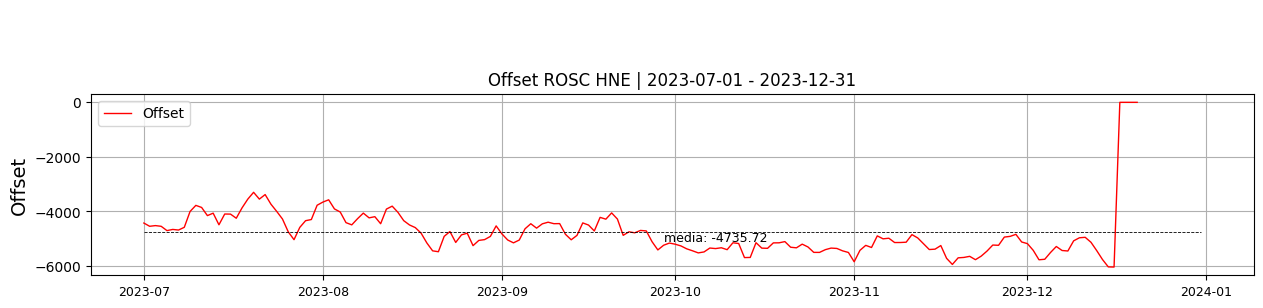 Offset ROSC HNE | 2023-07-01 - 2023-12-31
Offset
0
−2000
−4000
−6000
Offset
media: -4735.72
2023-07
2023-08
2023-09
2023-10
2023-11
2023-12
2024-01